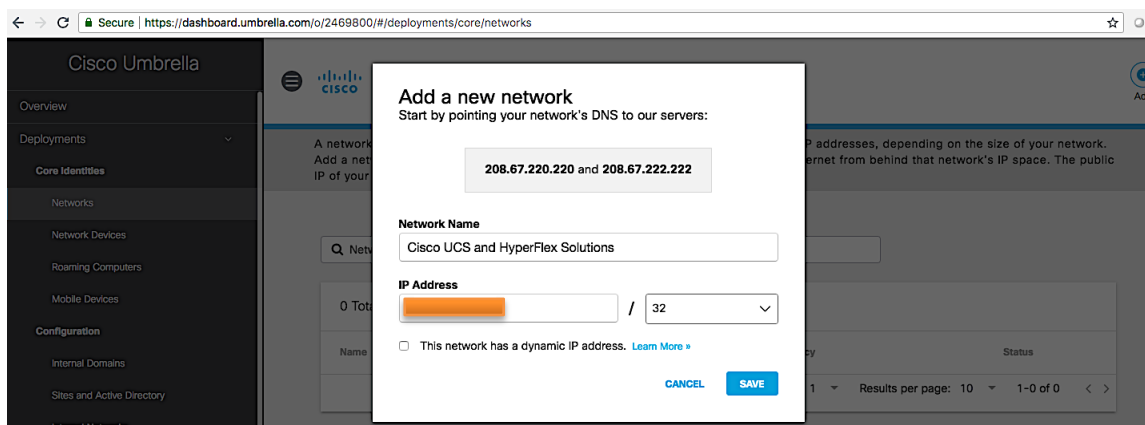 Secure | https://dashboard.umbrella.com/o/2469800/#/deployments/core/networks
Cisco Umbrella
CISCO
Overview
Deployments
Core Identities
Networks
Network Devices
Roaming Computers
Mobile Devices
Configuration
Internal Domains
Sites and Active Directory
A network
P addresses, depending on the size of your network.
Add a net
ernet from behind that network's IP space. The public
IP of your
Add a new network
Start by pointing your network's DNS to our servers:
208.67.220.220 and 208.67.222.222
Network Name
Cisco UCS and HyperFlex Solutions
IP Address
/ 32
This network has a dynamic IP address. Learn More »
CANCEL SAVE
Netw
0 Tota
Name
cy
Status
1 Results per page: 10 1-0 of 0 < >